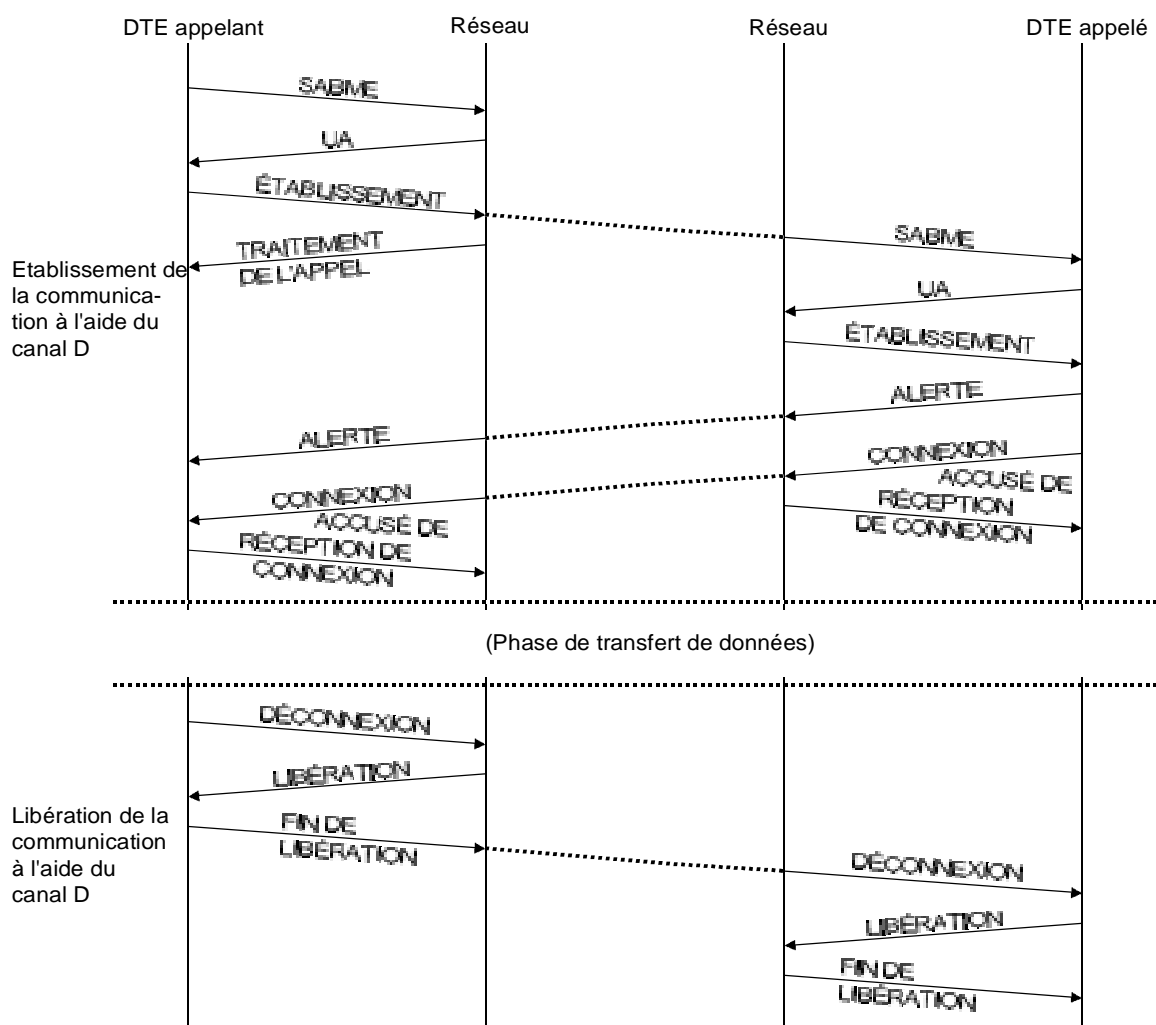 DTE appelant
Réseau
Réseau
DTE appelé
SABME
UA
ÉTABLISSEMENT
TRAITEMENT
DE L'APPEL
SABME
UA
ÉTABLISSEMENT
ALERTE
ALERTE
CONNEXION
ACCUSÉ DE
RÉCEPTION
DE CONNEXION
CONNEXION
ACCUSÉ DE
RÉCEPTION DE
CONNEXION
Etablissement de
la communica-
tion à l'aide du
canal D
(Phase de transfert de données)
DÉCONNEXION
LIBÉRATION
FIN DE
LIBÉRATION
DÉCONNEXION
LIBÉRATION
FIN DE
LIBÉRATION
Libération de la
communication
à l'aide du
canal D